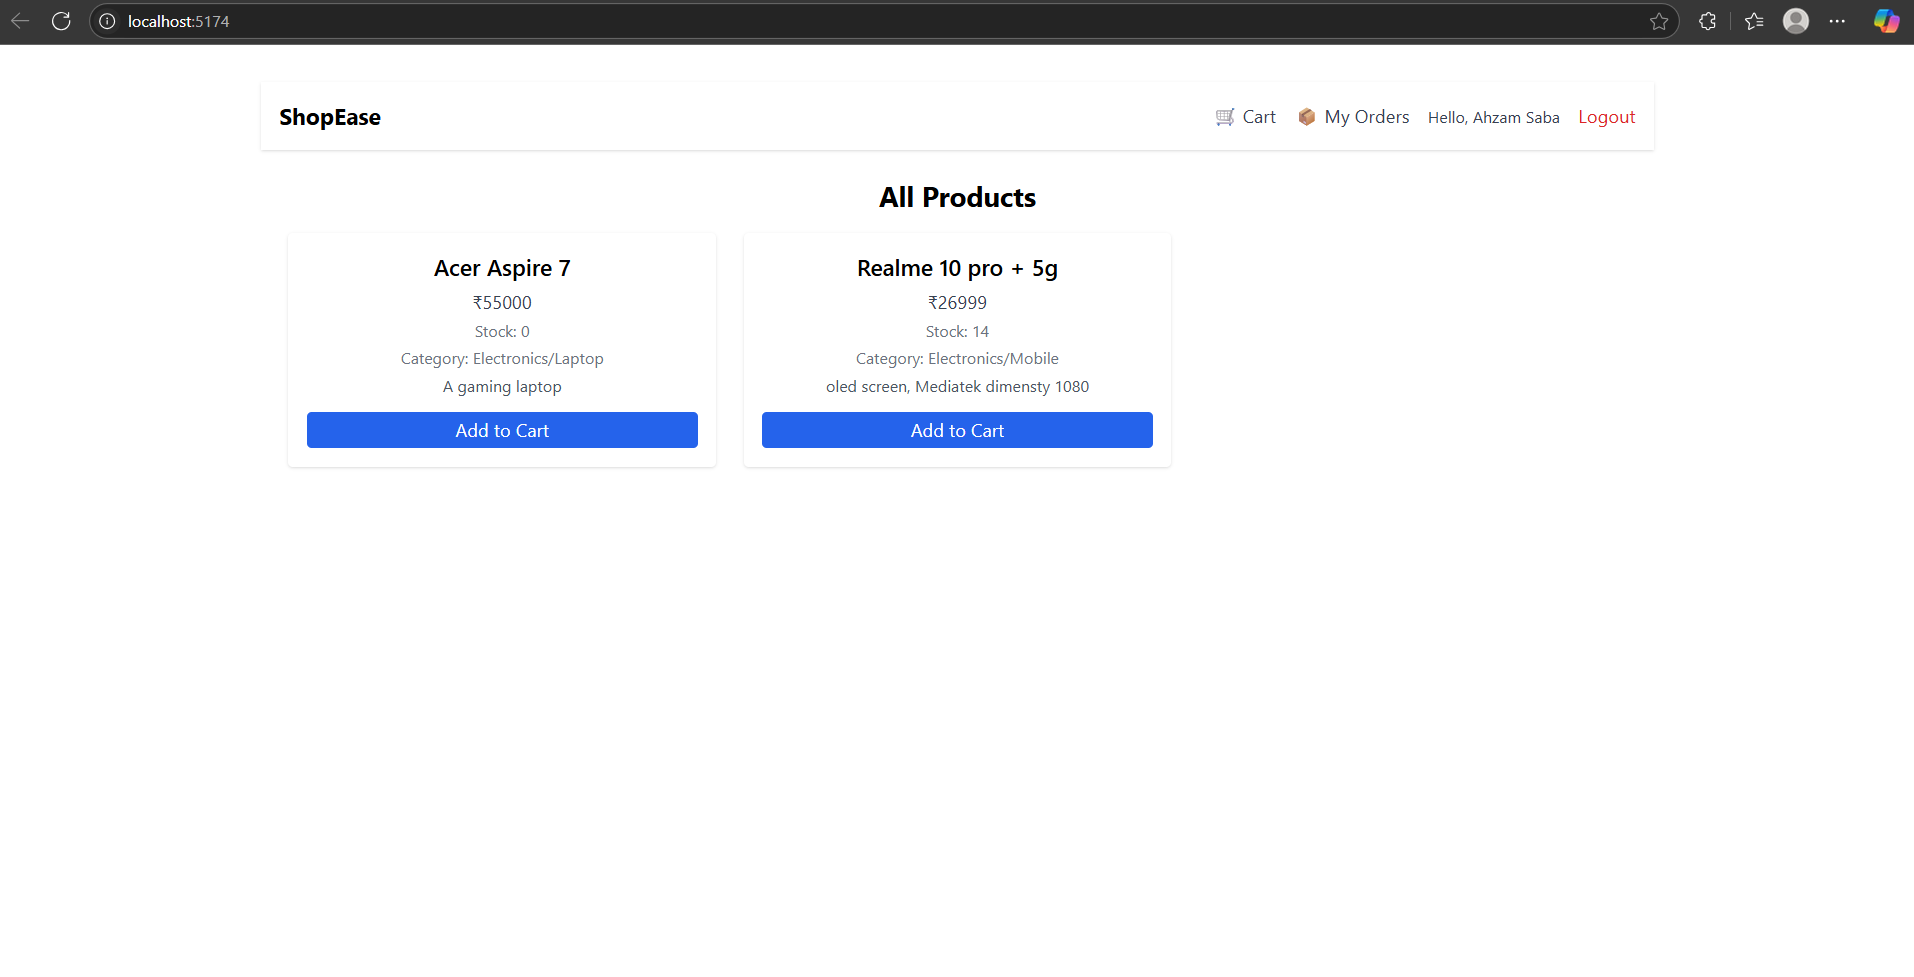 localhost:5174
ShopEase
Cart My Orders Hello, Ahzam Saba Logout
All Products
Acer Aspire 7
₹55000
Stock: 0
Category: Electronics/Laptop
A gaming laptop
Add to Cart
Realme 10 pro + 5g
₹26999
Stock: 14
Category: Electronics/Mobile
oled screen, Mediatek dimensty 1080
Add to Cart